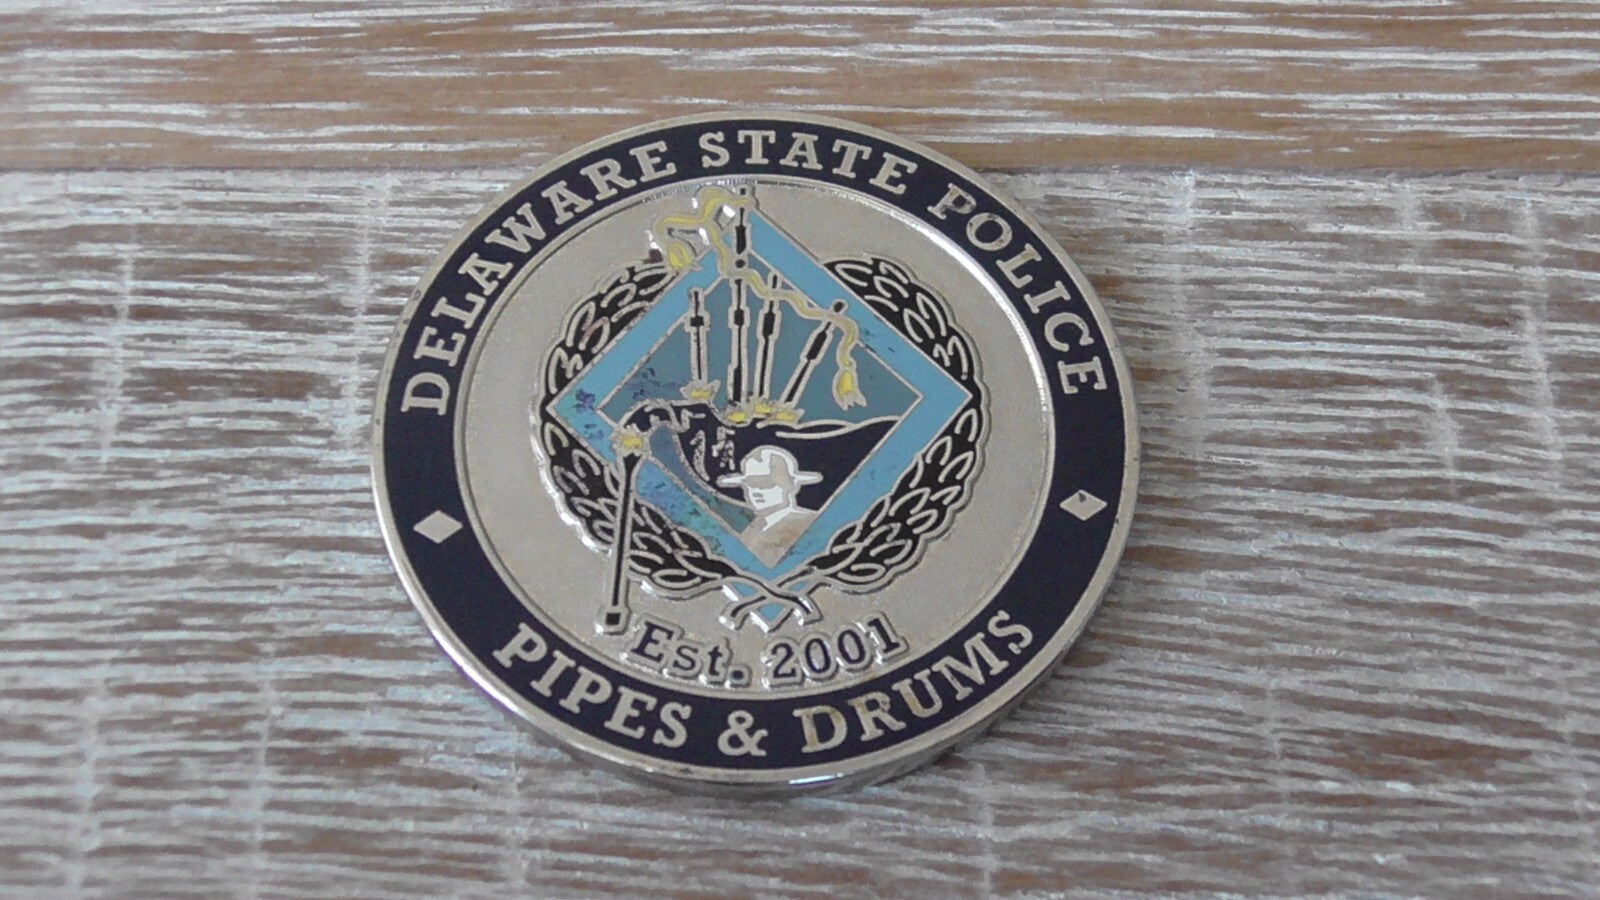 DELAWARE STATE POLICE
Est. 2001
PIPES & DRUMS